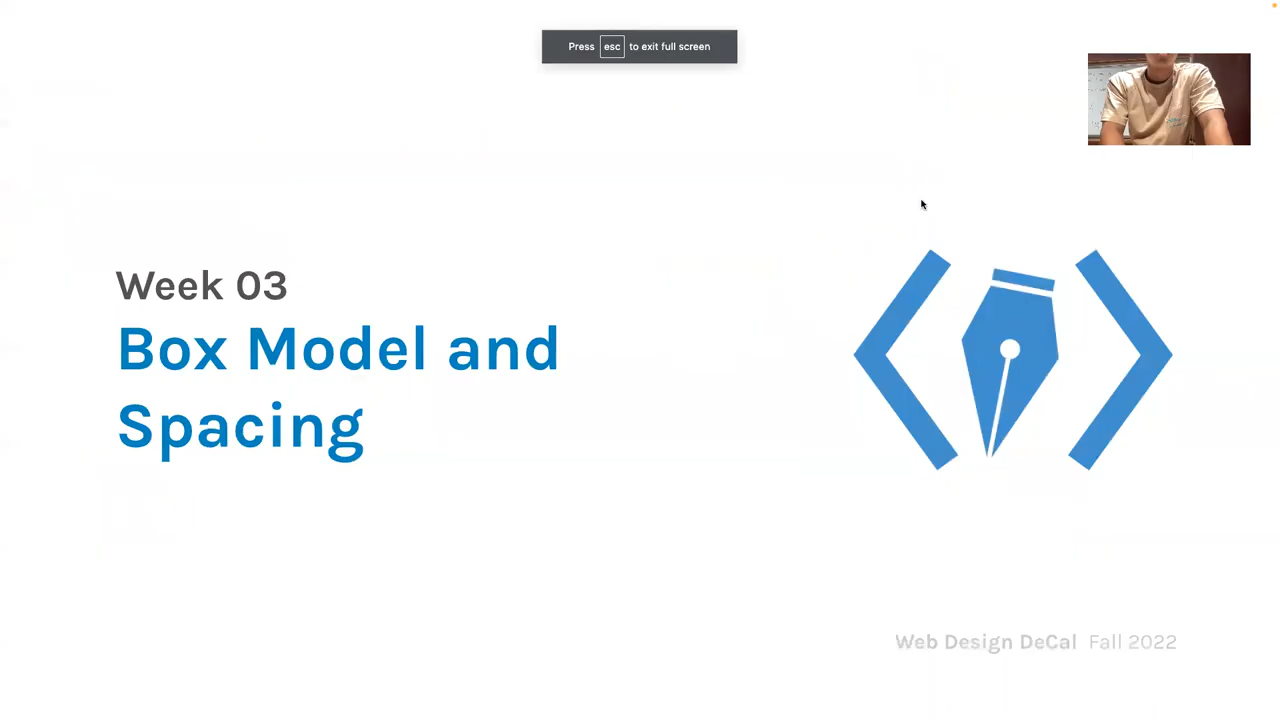 Press esc to exit full screen
Week 03
Box Model and
Spacing
Web Design DeCal Fall 2022